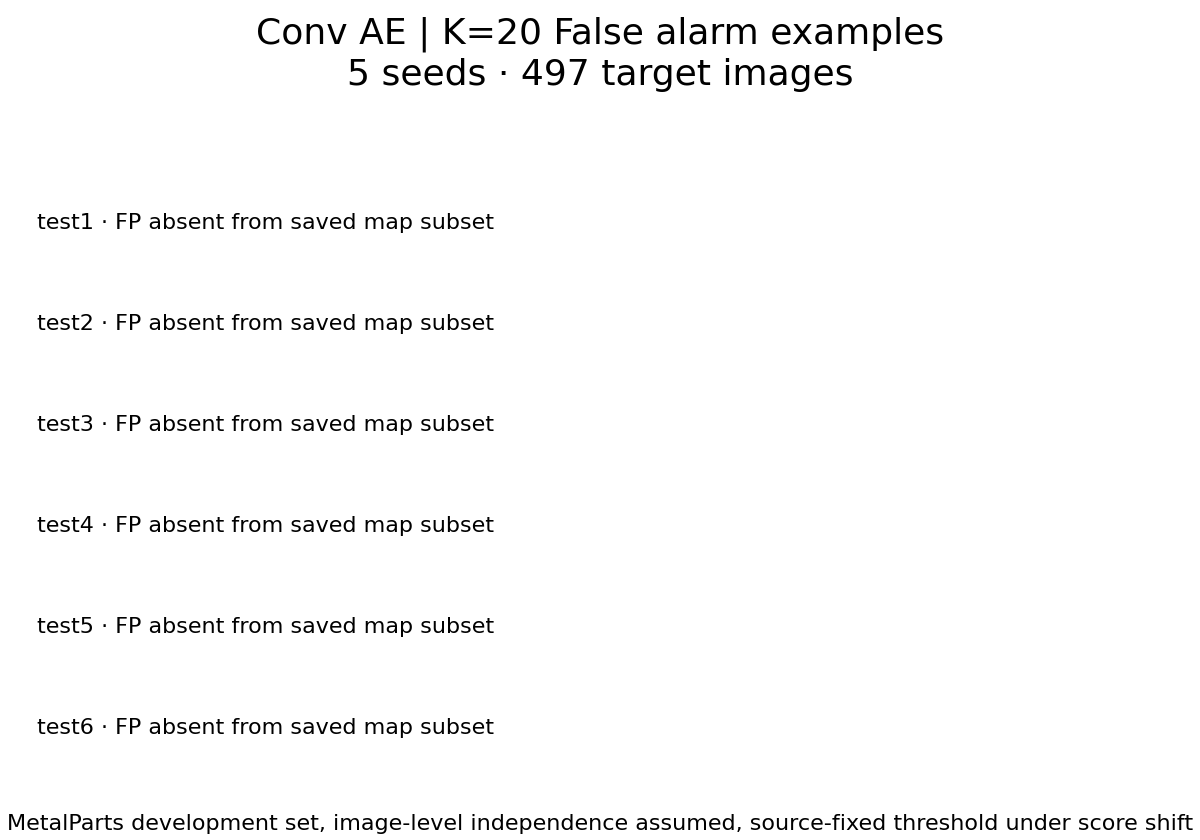 Conv AE | K=20 False alarm examples
5 seeds · 497 target images
test1 · FP absent from saved map subset
test2 · FP absent from saved map subset
test3 · FP absent from saved map subset
test4 · FP absent from saved map subset
test5 · FP absent from saved map subset
test6 · FP absent from saved map subset
MetalParts development set, image-level independence assumed, source-fixed threshold under score shift